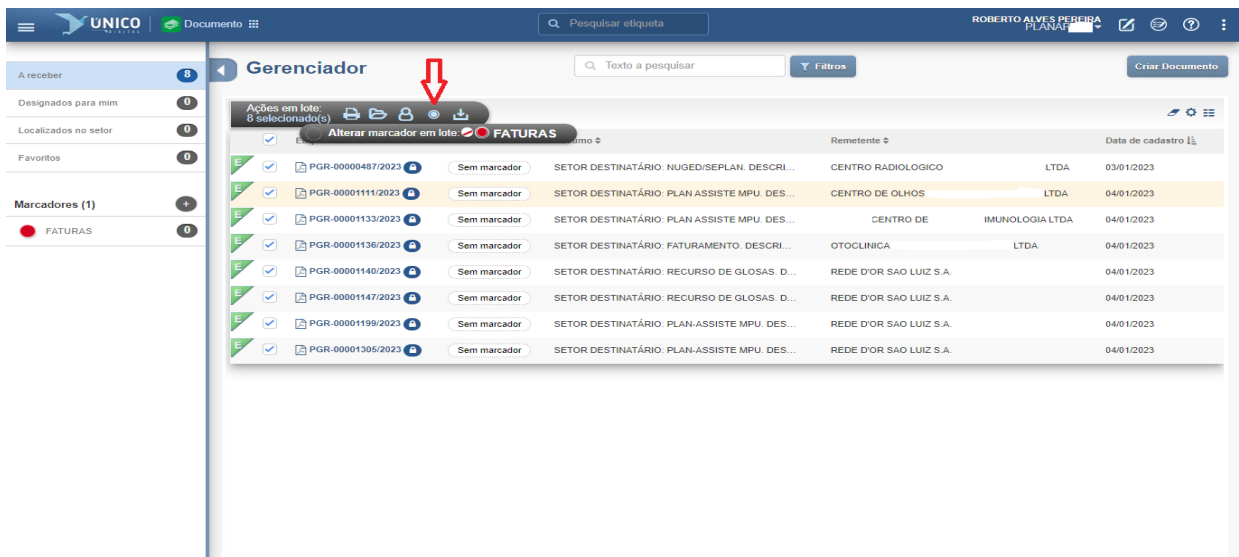 ÚNICO
DIGITAL
Documento
Pesquisar etiqueta
ROBERTO ALVES PEREIRA
A receber 8
Designados para mim 0
Localizados no setor 0
Favoritos 0
Marcadores (1) +
FATURAS 0
Gerenciador
Texto a pesquisar
Filtros
Criar Documento
Ações em lote:
8 selecionado(s)
Alterar marcador em lote: FATURAS
Remetente
Data de cadastro
E PGR-00000487/2023 Sem marcador SETOR DESTINATÁRIO: NUGED/SEPLAN. DESCRI... CENTRO RADIOLOGICO LTDA 03/01/2023
E PGR-00001111/2023 Sem marcador SETOR DESTINATÁRIO: PLAN ASSISTE MPU. DES... CENTRO DE OLHOS LTDA 04/01/2023
E PGR-00001133/2023 Sem marcador SETOR DESTINATÁRIO: PLAN ASSISTE MPU. DES... CENTRO DE IMUNOLOGIA LTDA 04/01/2023
E PGR-00001136/2023 Sem marcador SETOR DESTINATÁRIO: FATURAMENTO. DESCRI... OTOCLINICA LTDA 04/01/2023
E PGR-00001140/2023 Sem marcador SETOR DESTINATÁRIO: RECURSO DE GLOSAS. D... REDE D'OR SAO LUIZ S.A. 04/01/2023
E PGR-00001147/2023 Sem marcador SETOR DESTINATÁRIO: RECURSO DE GLOSAS. D... REDE D'OR SAO LUIZ S.A. 04/01/2023
E PGR-00001199/2023 Sem marcador SETOR DESTINATÁRIO: PLAN-ASSISTE MPU. DES... REDE D'OR SAO LUIZ S.A. 04/01/2023
E PGR-00001305/2023 Sem marcador SETOR DESTINATÁRIO: PLAN-ASSISTE MPU. DES... REDE D'OR SAO LUIZ S.A. 04/01/2023